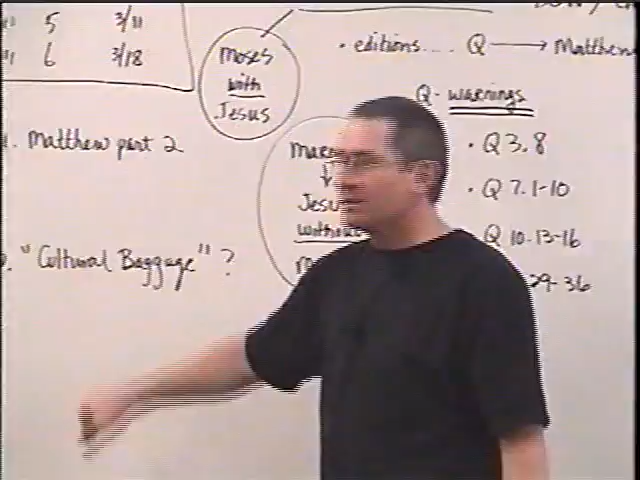 5 3/11
6 3/18
Moses
with
Jesus
• editions.... Q → Matthew
Q - warnings
• Q 3, 8
• Q 7.1-10
Q 10.13-16
29-36
Matthew part 2
"Cultural Baggage" ?